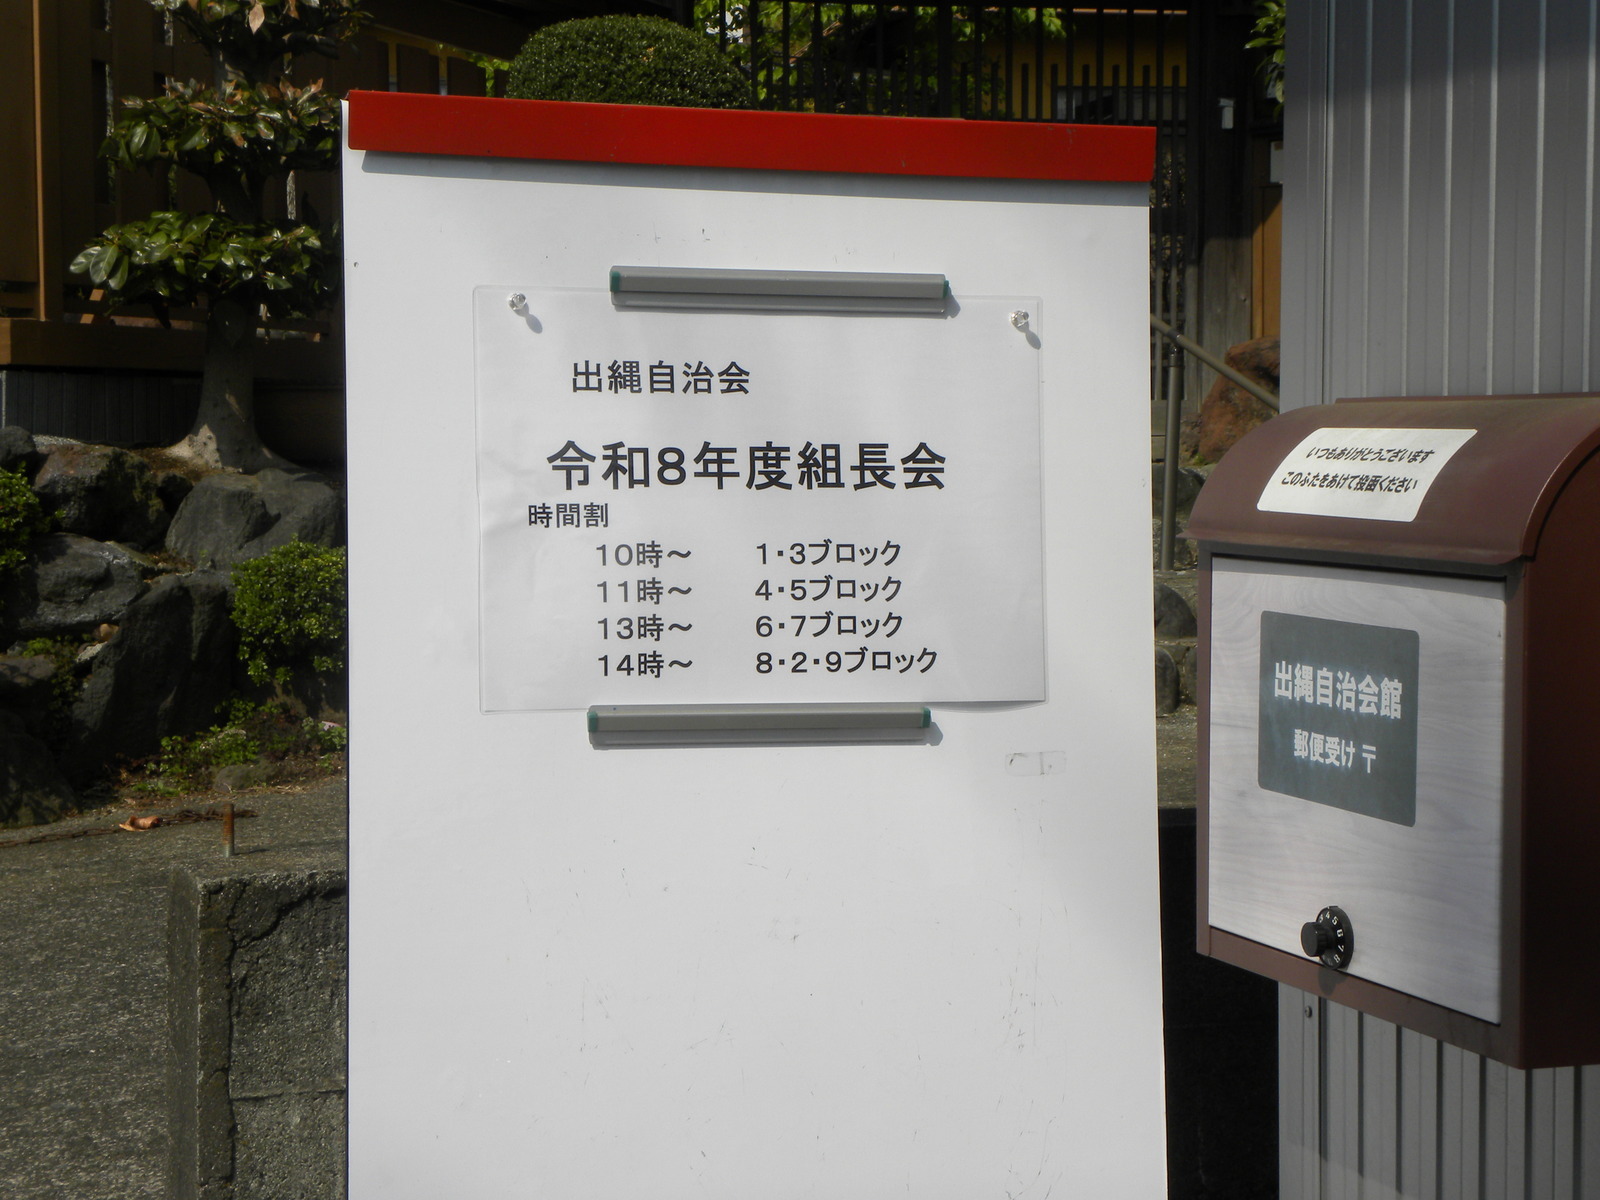 出縄自治会
令和8年度組長会
時間割
10時～ 1・3ブロック
11時～ 4・5ブロック
13時～ 6・7ブロック
14時～ 8・2・9ブロック
いつもありがとうございます
このふたをあけて投函ください
出縄自治会館
郵便受け〒